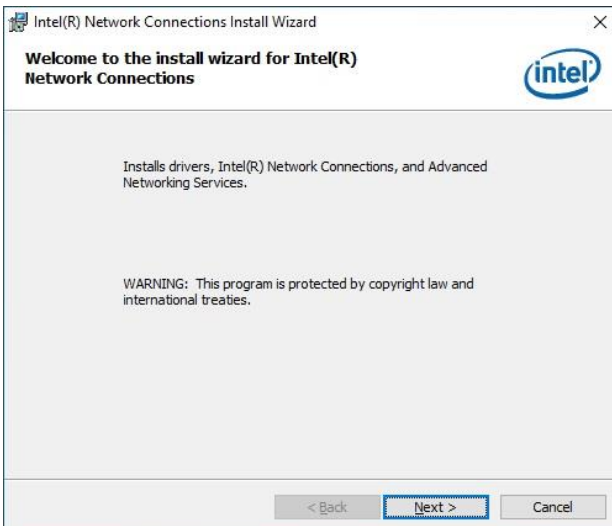 Intel(R) Network Connections Install Wizard
Welcome to the install wizard for Intel(R)
Network Connections
intel
Installs drivers, Intel(R) Network Connections, and Advanced
Networking Services.
WARNING: This program is protected by copyright law and
international treaties.
< Back
Next >
Cancel